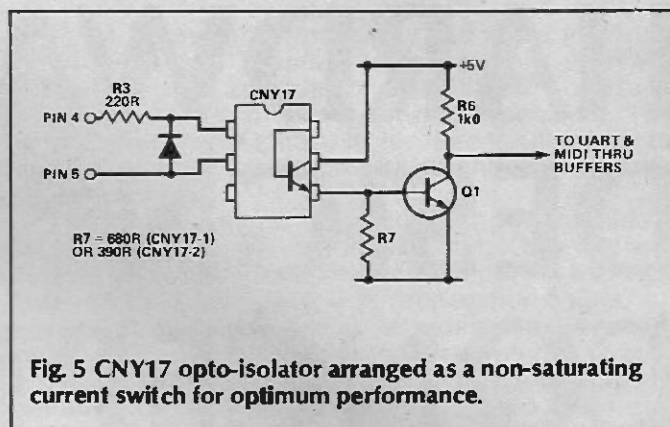 R3
220R
CNY17
+5V
R6
1k0
PIN 4
PIN 5
TO UART &
MIDI THRU
BUFFERS
Q1
R7
R7 = 680R (CNY17-1)
OR 390R (CNY17-2)
Fig. 5 CNY17 opto-isolator arranged as a non-saturating
current switch for optimum performance.